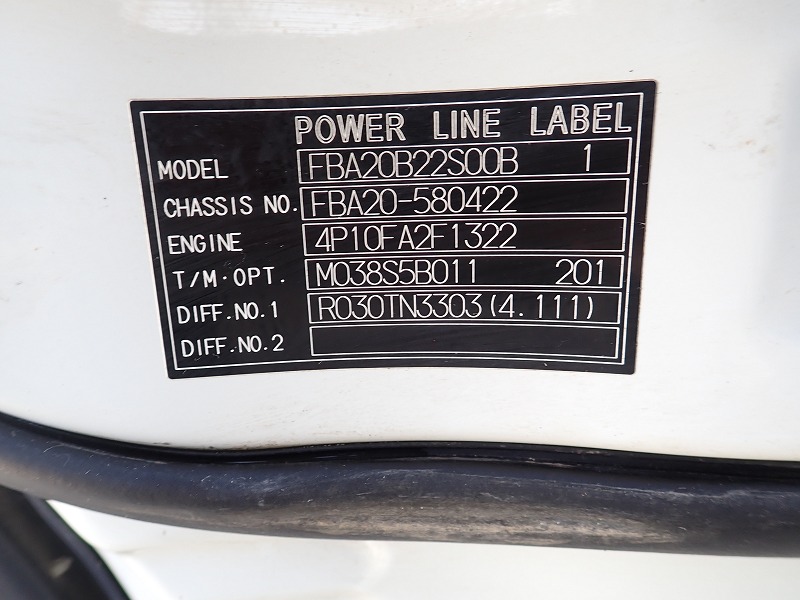 POWER LINE LABEL
MODEL FBA20B22S00B 1
CHASSIS NO. FBA20-580422
ENGINE 4P10FA2F1322
T/M·OPT. M038S5B011 201
DIFF.NO.1 R030TN3303(4.111)
DIFF.NO.2